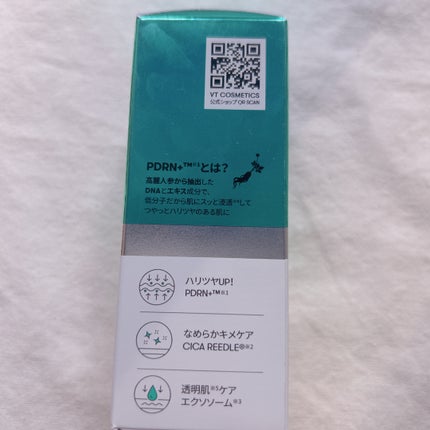 VT COSMETICS
公式ショップ QR SCAN
PDRN+™※1とは?
高麗人参から抽出した
DNAとエキス成分で、
低分子だから肌にスッと浸透※4して
つやっとハリツヤのある肌に
ハリツヤUP!
PDRN+™※1
なめらかキメケア
CICA REEDLE®※2
透明肌※5ケア
エクソソーム※3